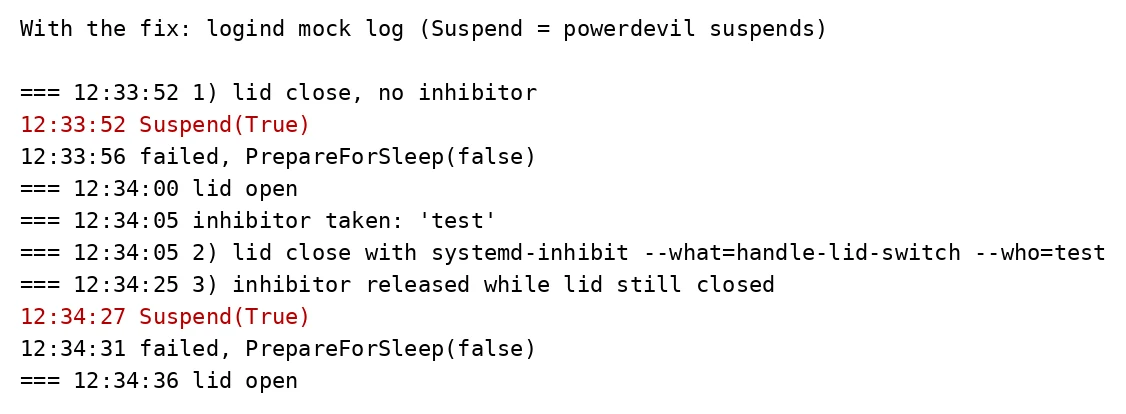 With the fix: logind mock log (Suspend = powerdevil suspends)
=== 12:33:52 1) lid close, no inhibitor
12:33:52 Suspend(True)
12:33:56 failed, PrepareForSleep(false)
=== 12:34:00 lid open
=== 12:34:05 inhibitor taken: 'test'
=== 12:34:05 2) lid close with systemd-inhibit --what=handle-lid-switch --who=test
=== 12:34:25 3) inhibitor released while lid still closed
12:34:27 Suspend(True)
12:34:31 failed, PrepareForSleep(false)
=== 12:34:36 lid open